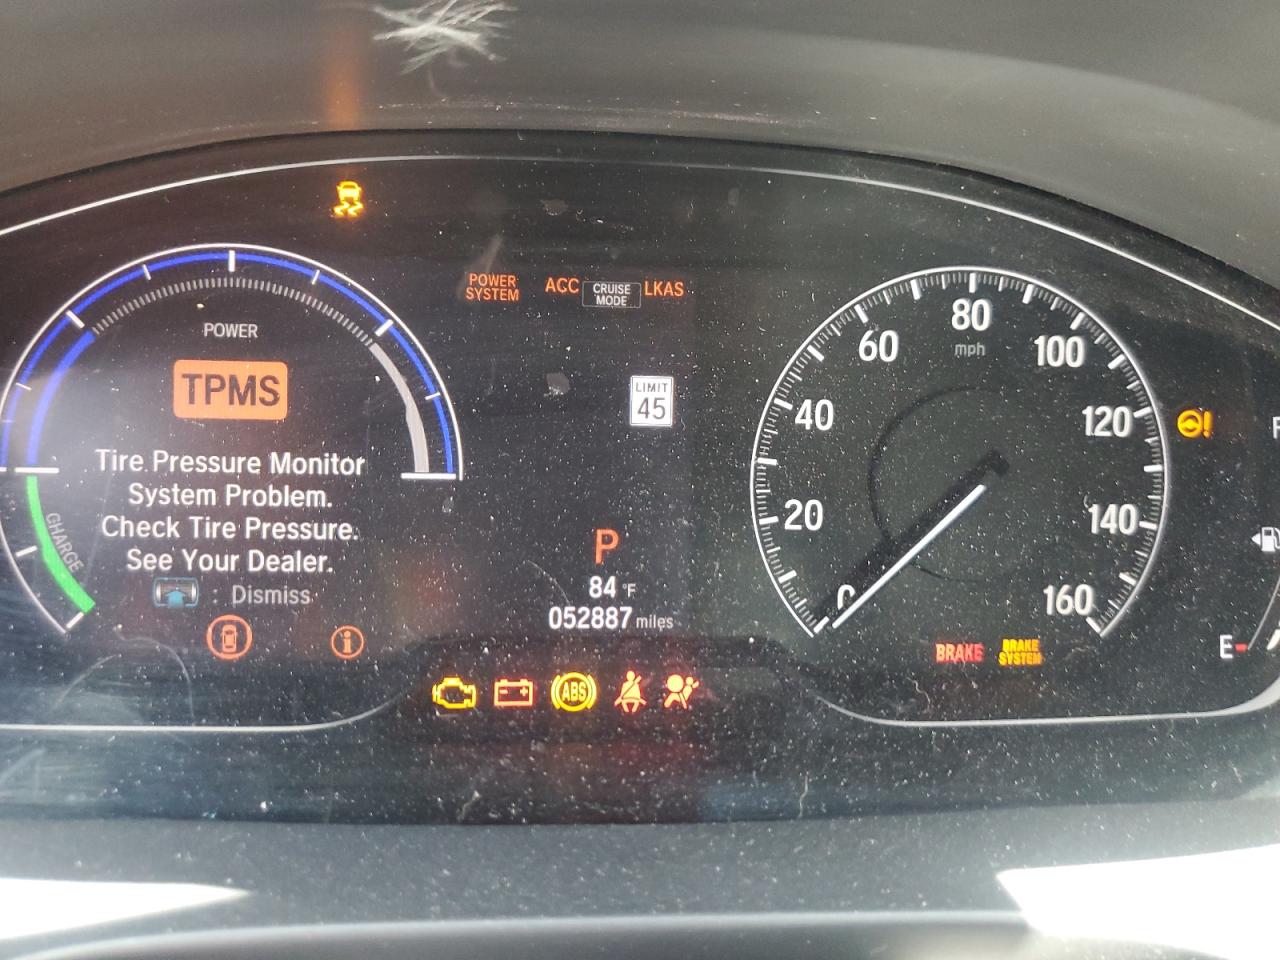 POWER
SYSTEM
ACC
CRUISE
MODE
LKAS
POWER
TPMS
Tire Pressure Monitor
System Problem.
Check Tire Pressure.
See Your Dealer.
: Dismiss
CHARGE
LIMIT
45
P
84 °F
052887 miles
0
20
40
60
80
100
120
140
160
mph
BRAKE
BRAKE
SYSTEM
ABS
E